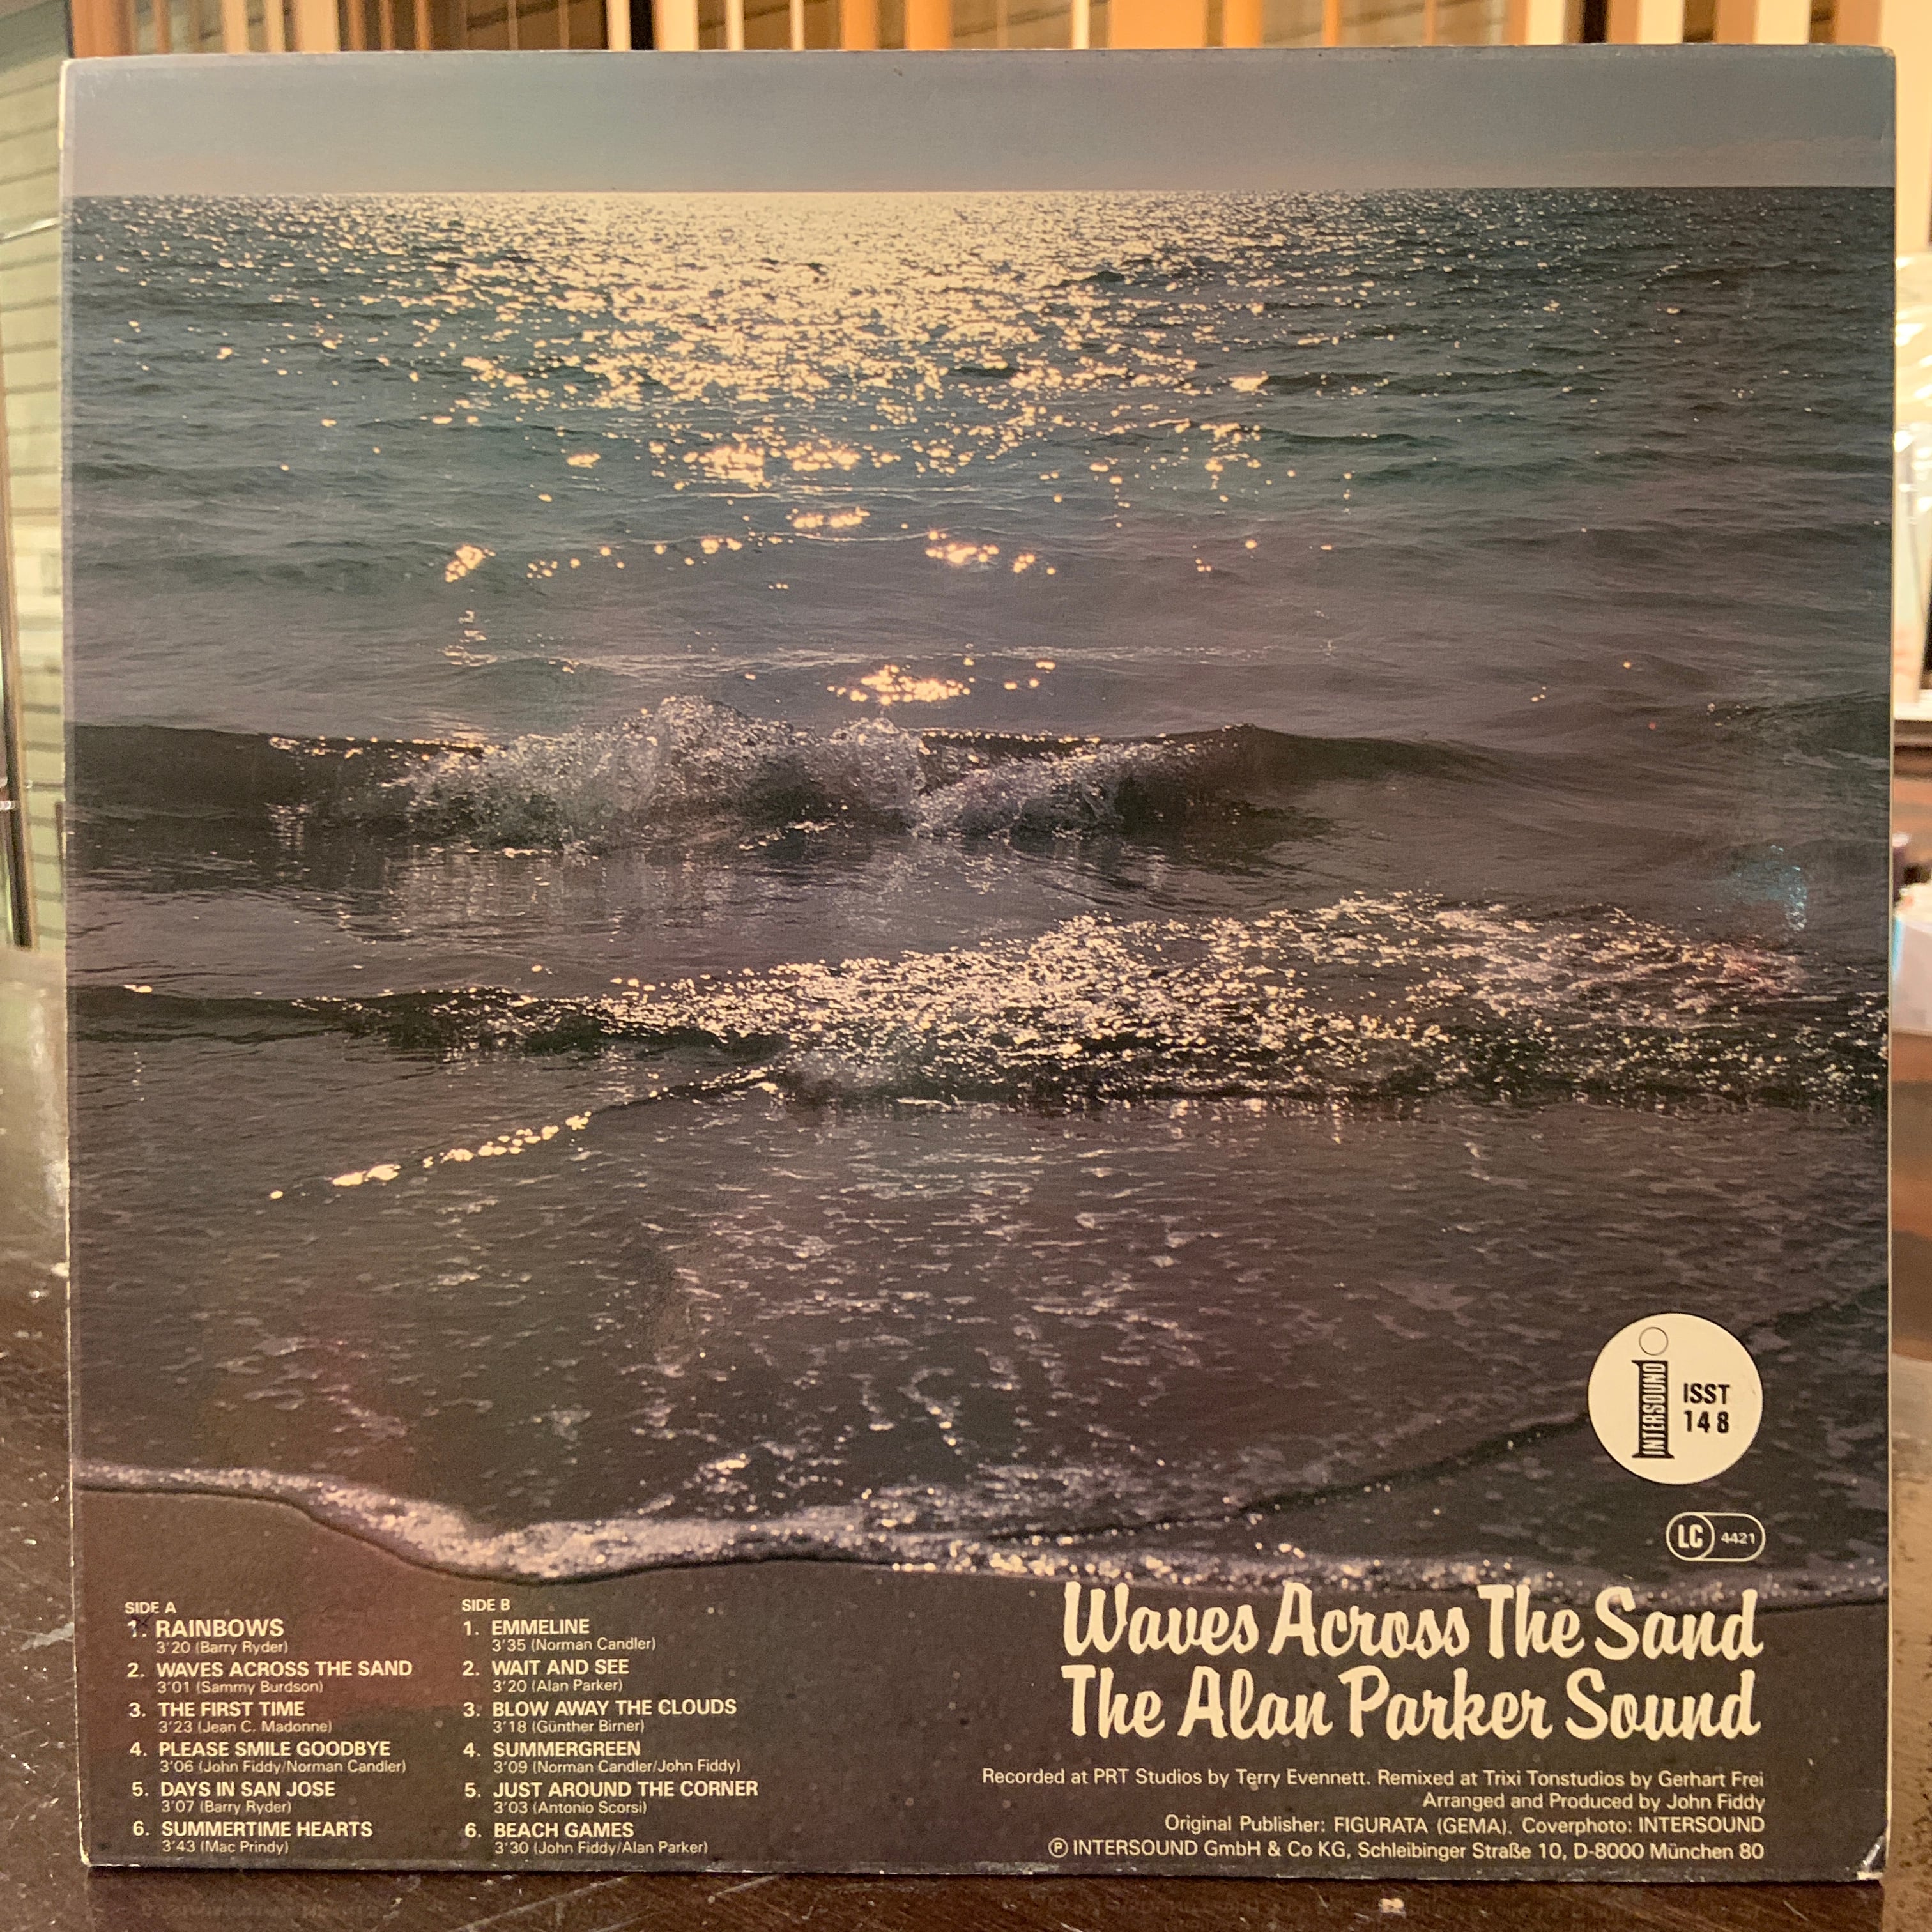 INTERSOUND
ISST
148
LC 4421
Waves Across The Sand
The Alan Parker Sound
SIDE A
1. RAINBOWS
3'20 (Barry Ryder)
2. WAVES ACROSS THE SAND
3'01 (Sammy Burdson)
3. THE FIRST TIME
3'23 (Jean C. Madonne)
4. PLEASE SMILE GOODBYE
3'06 (John Fiddy/Norman Candler)
5. DAYS IN SAN JOSE
3'07 (Barry Ryder)
6. SUMMERTIME HEARTS
3'43 (Mac Prindy)
SIDE B
1. EMMELINE
3'35 (Norman Candler)
2. WAIT AND SEE
3'20 (Alan Parker)
3. BLOW AWAY THE CLOUDS
3'18 (Günther Birner)
4. SUMMERGREEN
3'09 (Norman Candler/John Fiddy)
5. JUST AROUND THE CORNER
3'03 (Antonio Scorsi)
6. BEACH GAMES
3'30 (John Fiddy/Alan Parker)
Recorded at PRT Studios by Terry Evennett. Remixed at Trixi Tonstudios by Gerhart Frei
Arranged and Produced by John Fiddy
Original Publisher: FIGURATA (GEMA). Coverphoto: INTERSOUND
Ⓟ INTERSOUND GmbH & Co KG, Schleibinger Straße 10, D-8000 München 80